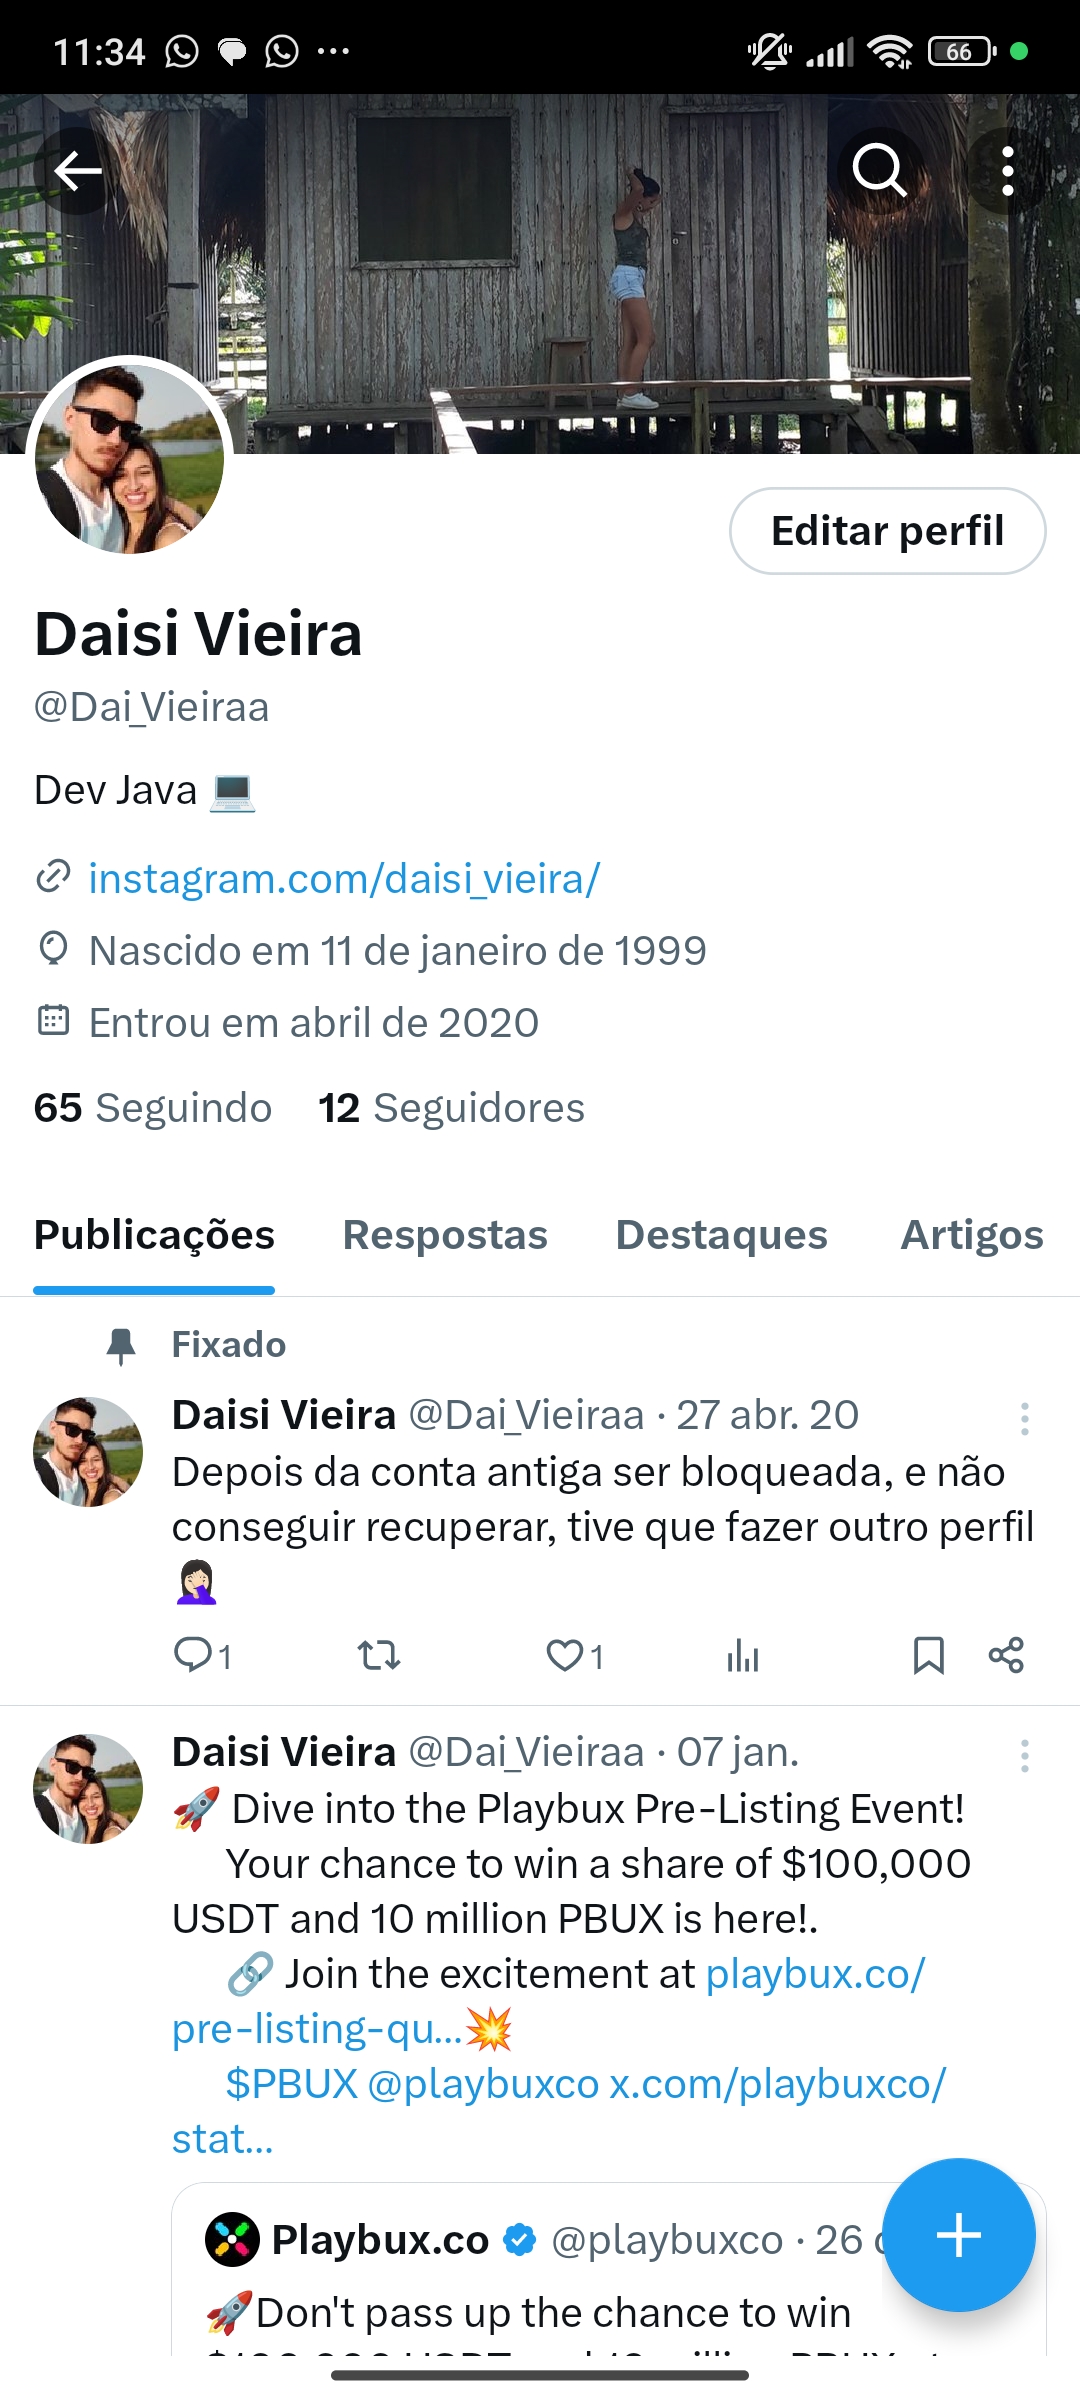 11:34
66
Editar perfil
Daisi Vieira
@Dai_Vieiraa
Dev Java 💻
instagram.com/daisi_vieira/
Nascido em 11 de janeiro de 1999
Entrou em abril de 2020
65 Seguindo 12 Seguidores
Publicações Respostas Destaques Artigos
Fixado
Daisi Vieira @Dai_Vieiraa · 27 abr. 20
Depois da conta antiga ser bloqueada, e não
conseguir recuperar, tive que fazer outro perfil
🤦🏻‍♀️
1 1
Daisi Vieira @Dai_Vieiraa · 07 jan.
🚀 Dive into the Playbux Pre-Listing Event!
Your chance to win a share of $100,000
USDT and 10 million PBUX is here!.
🔗 Join the excitement at playbux.co/
pre-listing-qu...💥
$PBUX @playbuxco x.com/playbuxco/
stat...
Playbux.co @playbuxco · 26
🚀Don't pass up the chance to win